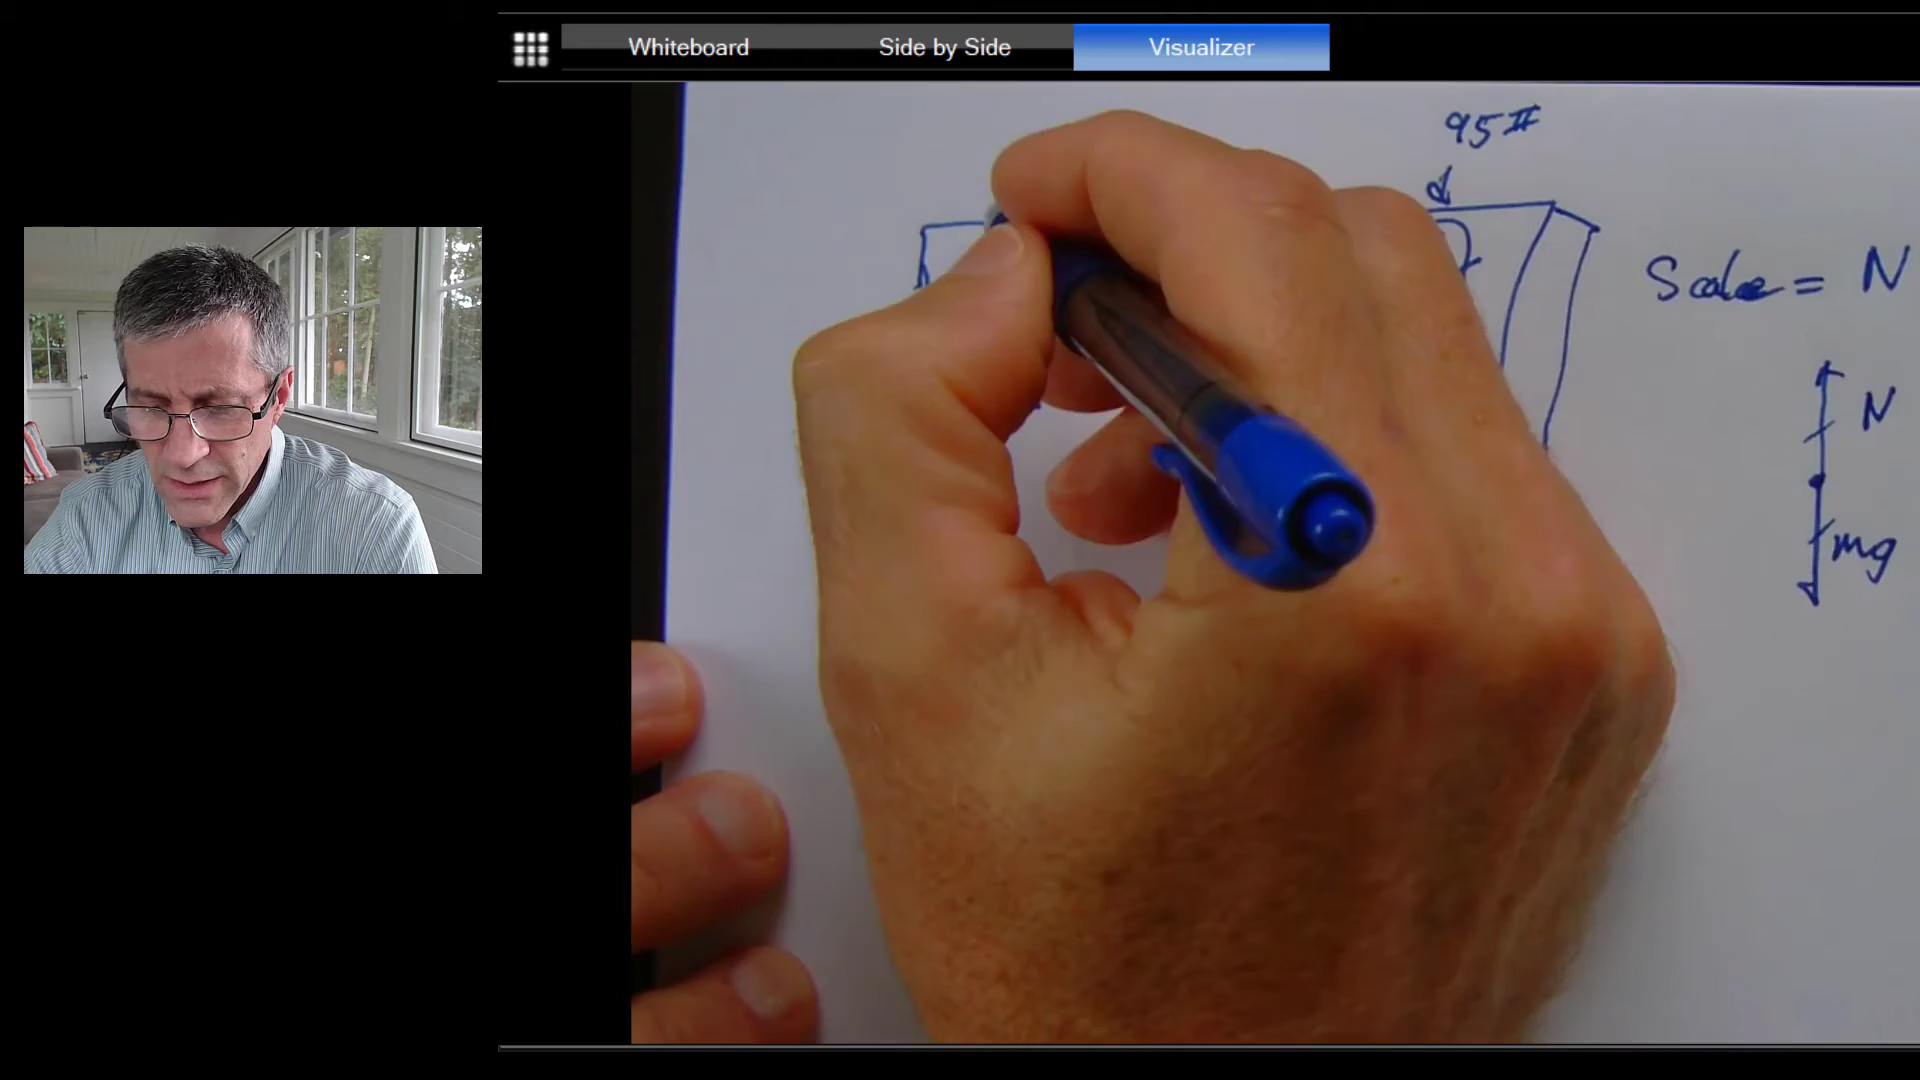 Whiteboard Side by Side Visualizer
95#
Scale = N
N
mg